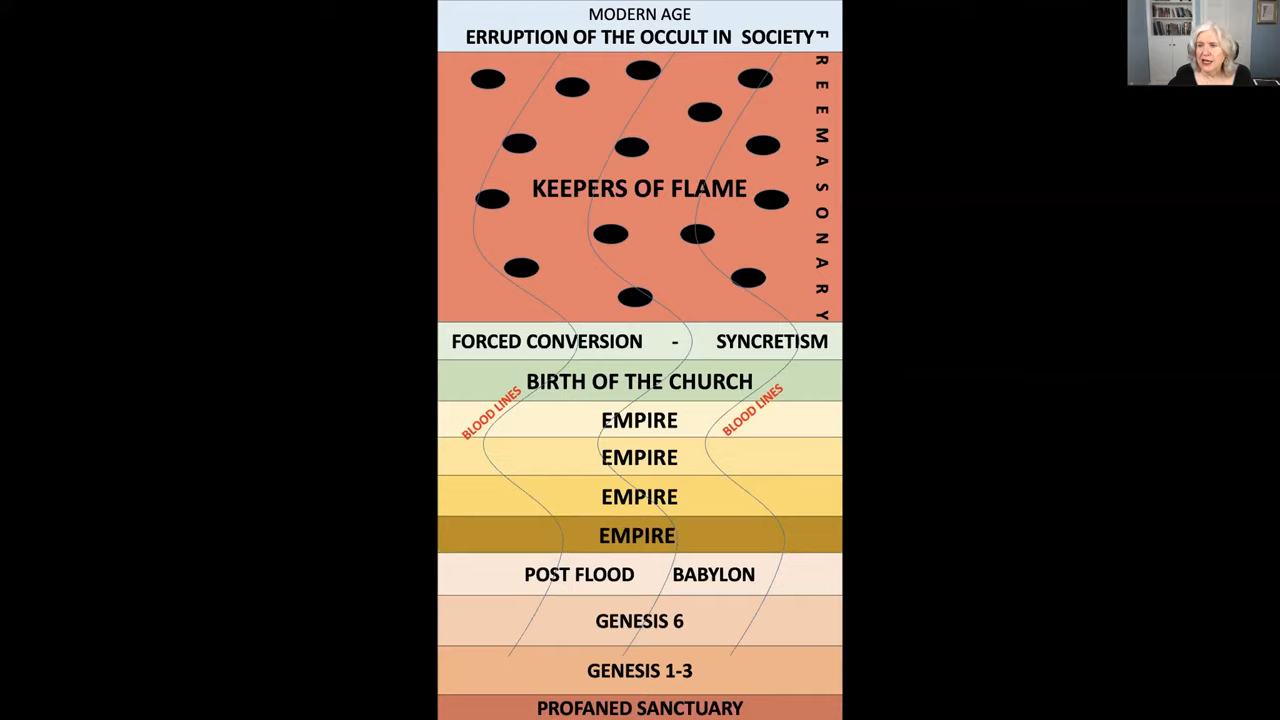 MODERN AGE
ERRUPTION OF THE OCCULT IN SOCIETY
FREEMASONARY
KEEPERS OF FLAME
FORCED CONVERSION - SYNCRETISM
BIRTH OF THE CHURCH
BLOOD LINES
BLOOD LINES
EMPIRE
EMPIRE
EMPIRE
EMPIRE
POST FLOOD BABYLON
GENESIS 6
GENESIS 1-3
PROFANED SANCTUARY